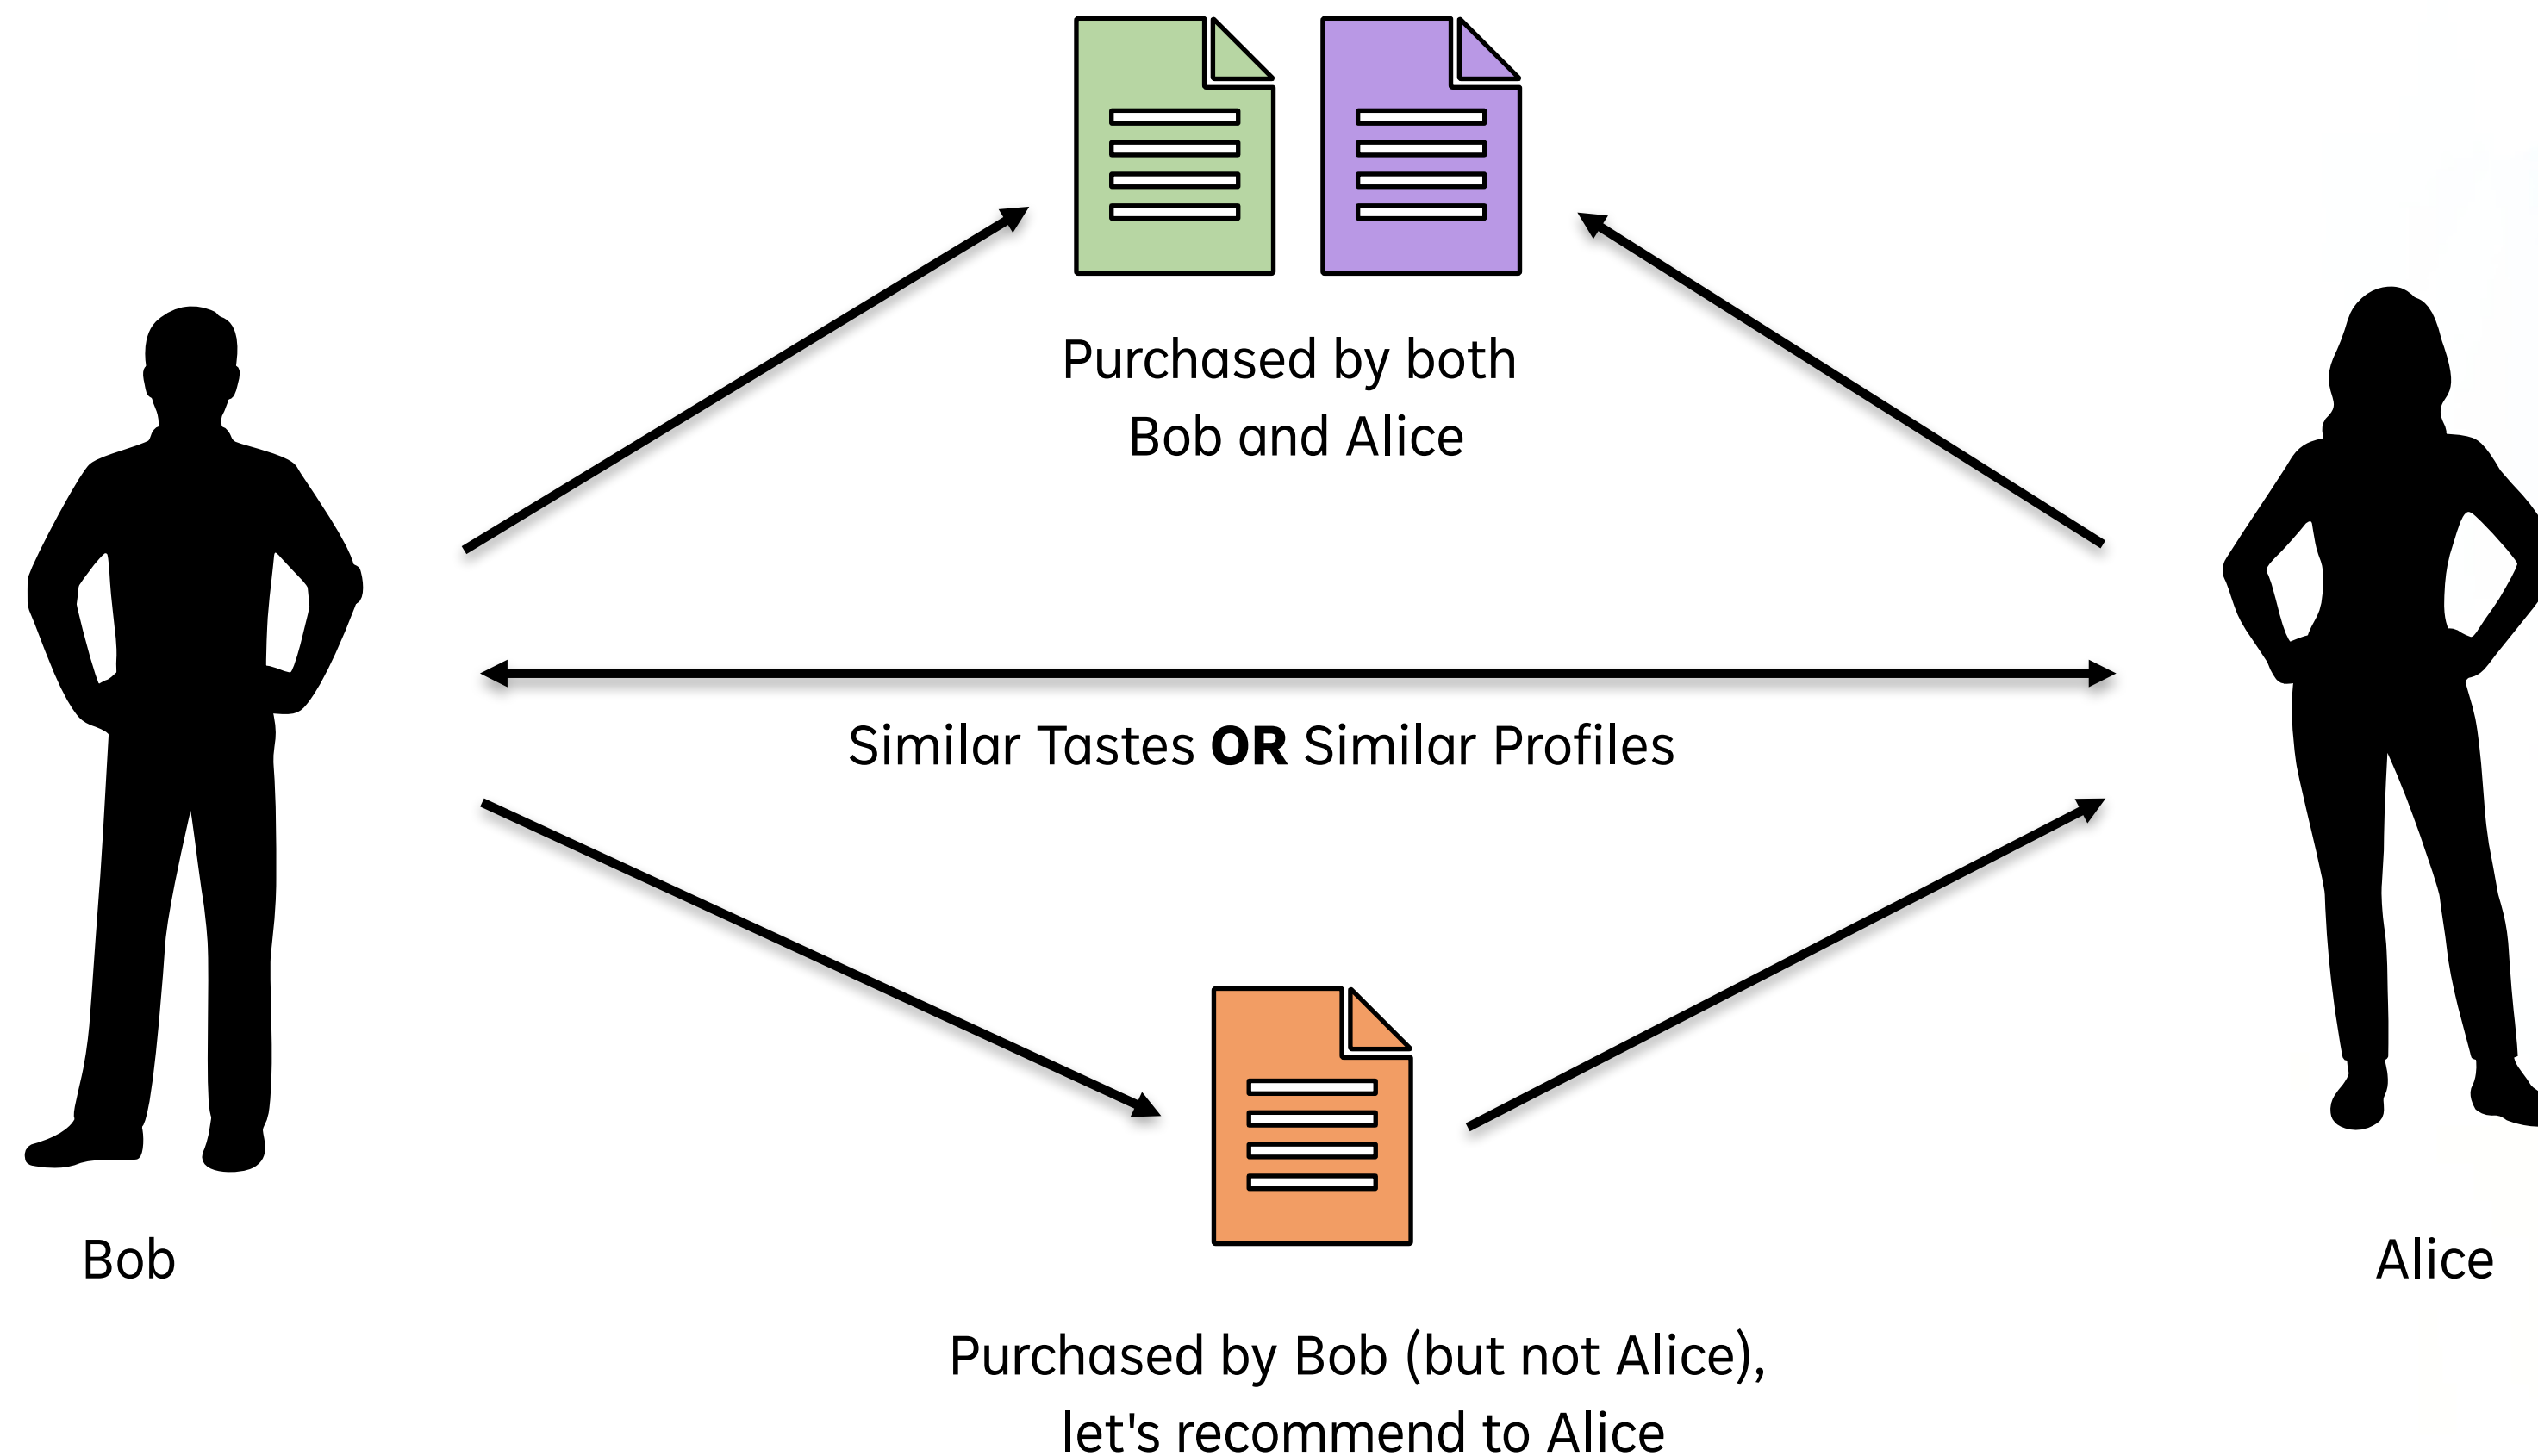 Purchased by both
Bob and Alice
Similar Tastes OR Similar Profiles
Bob
Alice
Purchased by Bob (but not Alice),
let's recommend to Alice